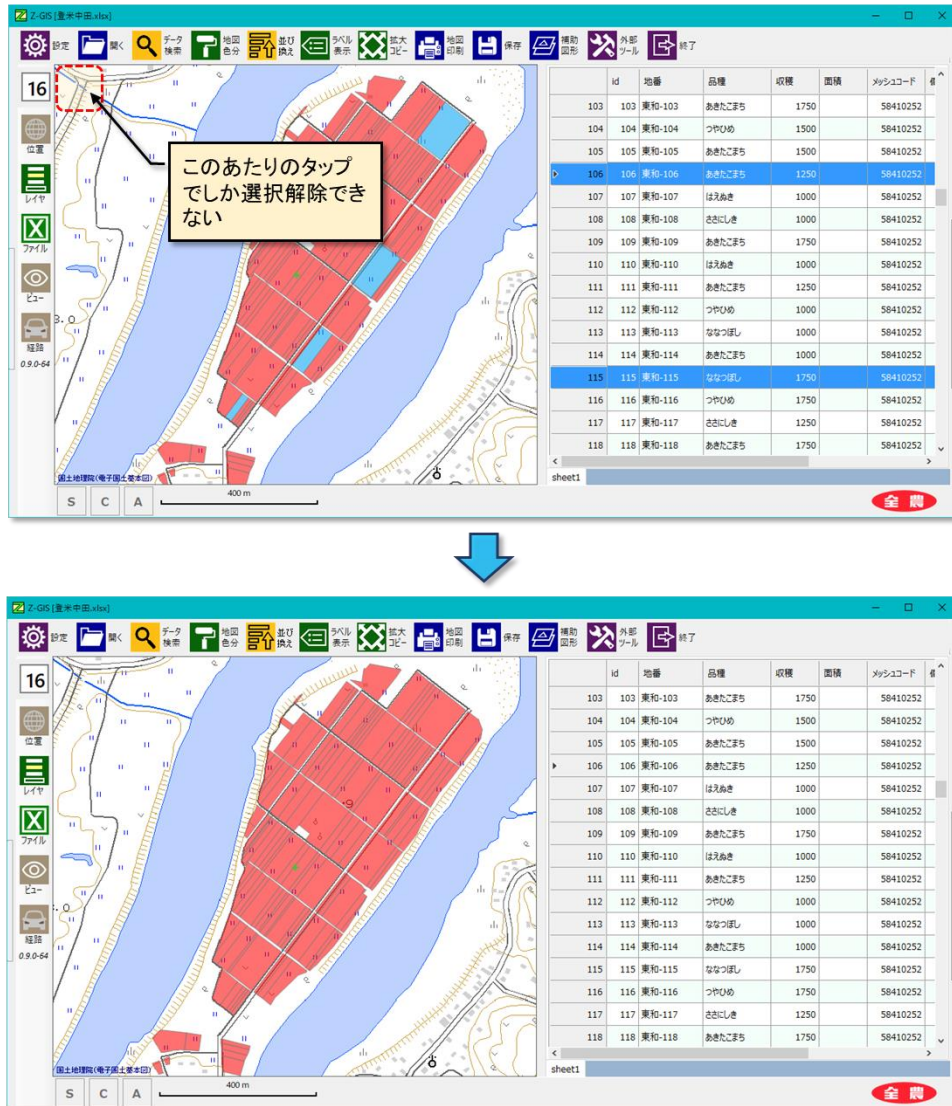 Z-GIS [登米中田.xlsx]
設定 開く データ検索 地図色分 並び換え ラベル表示 拡大コピー 地図印刷 保存 補助図形 外部ツール 終了
16
位置
レイヤ
ファイル
ビュー
経路
0.9.0-64
このあたりのタップ
でしか選択解除でき
ない
3.0
国土地理院(電子国土基本図)
S C A 400 m
id 地番 品種 収穫 面積 メッシュコード
103 103 東和-103 あきたこまち 1750 58410252
104 104 東和-104 つやひめ 1500 58410252
105 105 東和-105 あきたこまち 1500 58410252
106 106 東和-106 あきたこまち 1250 58410252
107 107 東和-107 はえぬき 1000 58410252
108 108 東和-108 ささにしき 1000 58410252
109 109 東和-109 あきたこまち 1750 58410252
110 110 東和-110 はえぬき 1000 58410252
111 111 東和-111 あきたこまち 1250 58410252
112 112 東和-112 つやひめ 1000 58410252
113 113 東和-113 ななつぼし 1000 58410252
114 114 東和-114 あきたこまち 1000 58410252
115 115 東和-115 ななつぼし 1750 58410252
116 116 東和-116 つやひめ 1750 58410252
117 117 東和-117 ささにしき 1250 58410252
118 118 東和-118 あきたこまち 1750 58410252
sheet1
全農
Z-GIS [登米中田.xlsx]
設定 開く データ検索 地図色分 並び換え ラベル表示 拡大コピー 地図印刷 保存 補助図形 外部ツール 終了
16
位置
レイヤ
ファイル
ビュー
経路
0.9.0-64
9
国土地理院(電子国土基本図)
S C A 400 m
id 地番 品種 収穫 面積 メッシュコード
103 103 東和-103 あきたこまち 1750 58410252
104 104 東和-104 つやひめ 1500 58410252
105 105 東和-105 あきたこまち 1500 58410252
106 106 東和-106 あきたこまち 1250 58410252
107 107 東和-107 はえぬき 1000 58410252
108 108 東和-108 ささにしき 1000 58410252
109 109 東和-109 あきたこまち 1750 58410252
110 110 東和-110 はえぬき 1000 58410252
111 111 東和-111 あきたこまち 1250 58410252
112 112 東和-112 つやひめ 1000 58410252
113 113 東和-113 ななつぼし 1000 58410252
114 114 東和-114 あきたこまち 1000 58410252
115 115 東和-115 ななつぼし 1750 58410252
116 116 東和-116 つやひめ 1750 58410252
117 117 東和-117 ささにしき 1250 58410252
118 118 東和-118 あきたこまち 1750 58410252
sheet1
全農